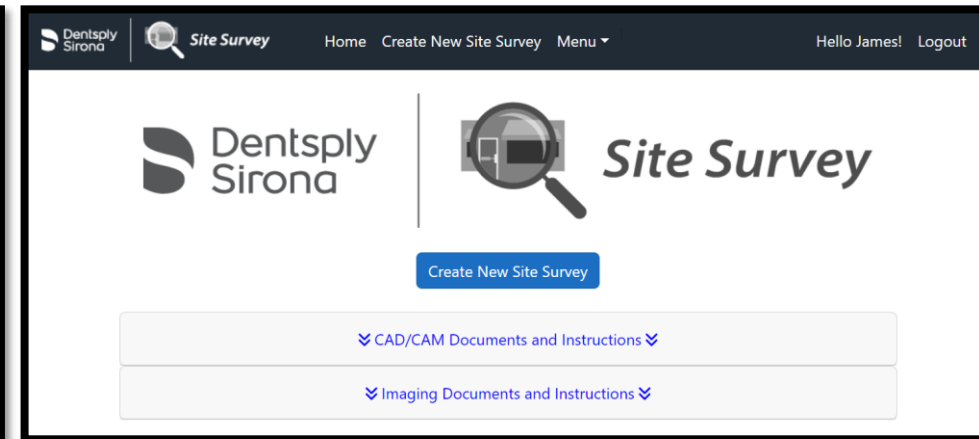 Dentsply
Sirona
Site Survey
Home Create New Site Survey Menu
Hello James! Logout
Dentsply
Sirona
Site Survey
Create New Site Survey
CAD/CAM Documents and Instructions
Imaging Documents and Instructions